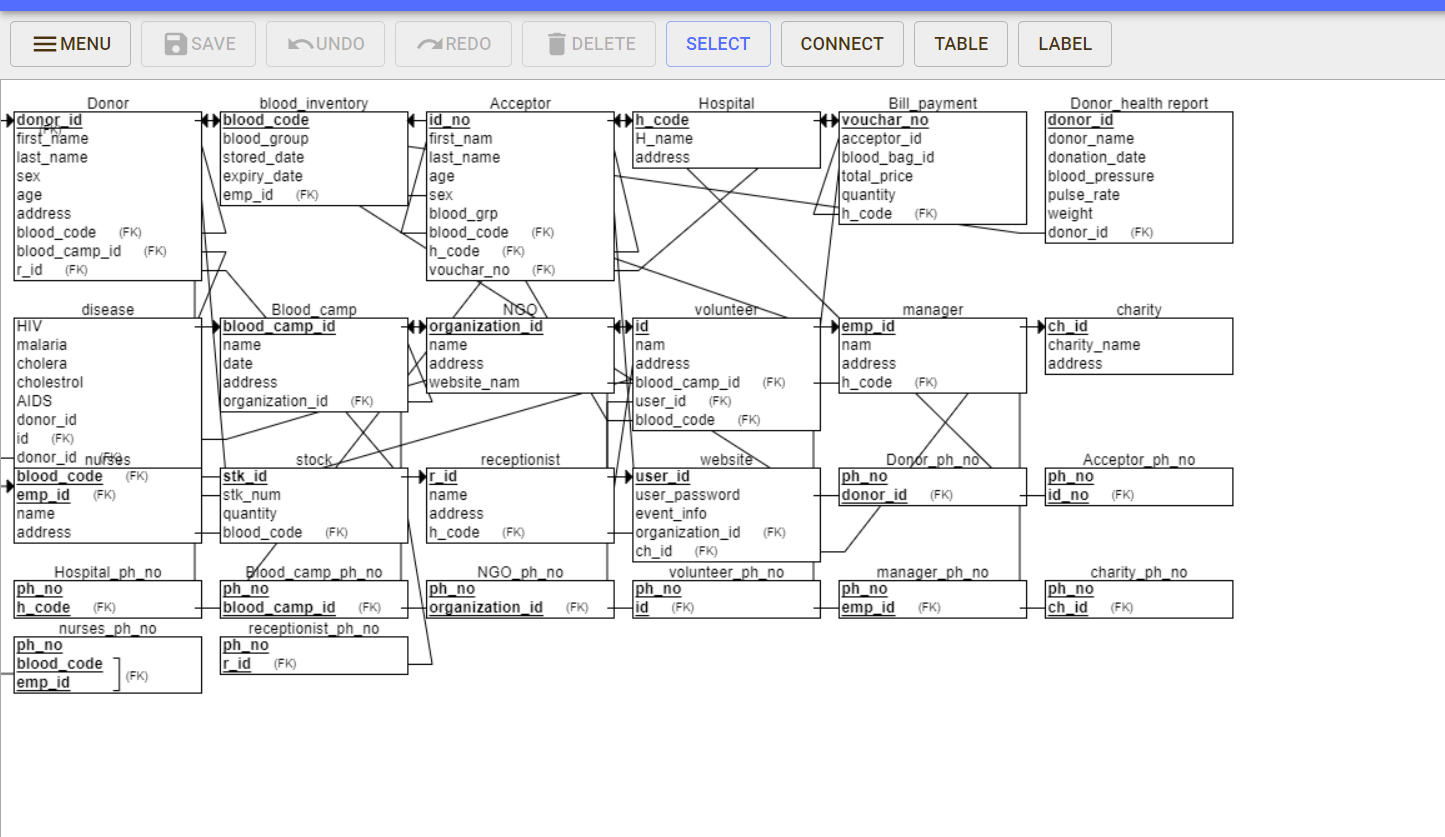 MENU SAVE UNDO REDO DELETE SELECT CONNECT TABLE LABEL
Donor
donor_id
(FK)
first_name
last_name
sex
age
address
blood_code (FK)
blood_camp_id (FK)
r_id (FK)
blood_inventory
blood_code
blood_group
stored_date
expiry_date
emp_id (FK)
Acceptor
id_no
first_nam
last_name
age
sex
blood_grp
blood_code (FK)
h_code (FK)
vouchar_no (FK)
Hospital
h_code
H_name
address
Bill_payment
vouchar_no
acceptor_id
blood_bag_id
total_price
quantity
h_code (FK)
Donor_health report
donor_id
donor_name
donation_date
blood_pressure
pulse_rate
weight
donor_id (FK)
disease
HIV
malaria
cholera
cholestrol
AIDS
donor_id
id (FK)
donor_id (FK)
Blood_camp
blood_camp_id
name
date
address
organization_id (FK)
NGO
organization_id
name
address
website_nam
volunteer
id
nam
address
blood_camp_id (FK)
user_id (FK)
blood_code (FK)
manager
emp_id
nam
address
h_code (FK)
charity
ch_id
charity_name
address
nurses
blood_code (FK)
emp_id (FK)
name
address
stock
stk_id
stk_num
quantity
blood_code (FK)
receptionist
r_id
name
address
h_code (FK)
website
user_id
user_password
event_info
organization_id (FK)
ch_id (FK)
Donor_ph_no
ph_no
donor_id (FK)
Acceptor_ph_no
ph_no
id_no (FK)
Hospital_ph_no
ph_no
h_code (FK)
Blood_camp_ph_no
ph_no
blood_camp_id (FK)
NGO_ph_no
ph_no
organization_id (FK)
volunteer_ph_no
ph_no
id (FK)
manager_ph_no
ph_no
emp_id (FK)
charity_ph_no
ph_no
ch_id (FK)
nurses_ph_no
ph_no
blood_code
emp_id
(FK)
receptionist_ph_no
ph_no
r_id (FK)